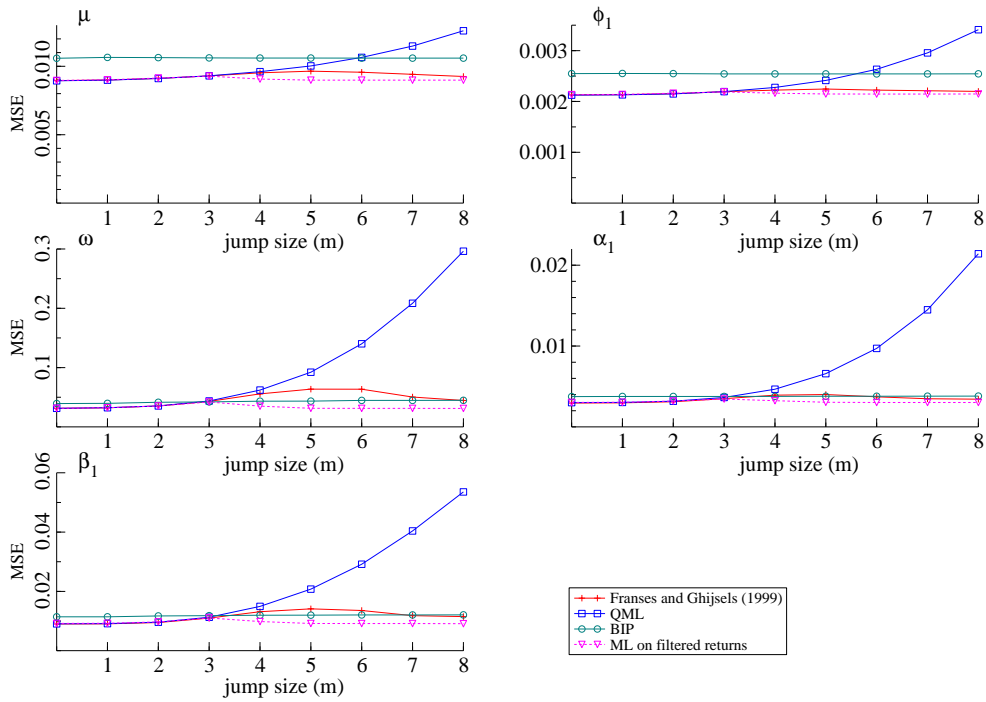 μ
MSE
0.010
0.005
1 2 3 4 5 6 7 8
jump size (m)
ϕ1
0.003
0.002
0.001
1 2 3 4 5 6 7 8
jump size (m)
ω
MSE
0.3
0.2
0.1
1 2 3 4 5 6 7 8
jump size (m)
α1
0.02
0.01
1 2 3 4 5 6 7 8
jump size (m)
β1
MSE
0.06
0.04
0.02
1 2 3 4 5 6 7 8
jump size (m)
Franses and Ghijsels (1999)
QML
BIP
ML on filtered returns